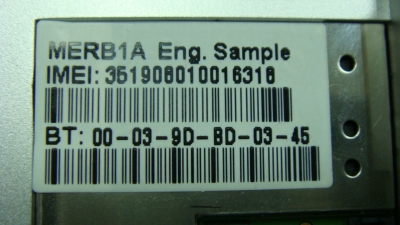 MERB1A Eng. Sample
IMEI: 351906010016316
BT: 00-03-9D-BD-03-45